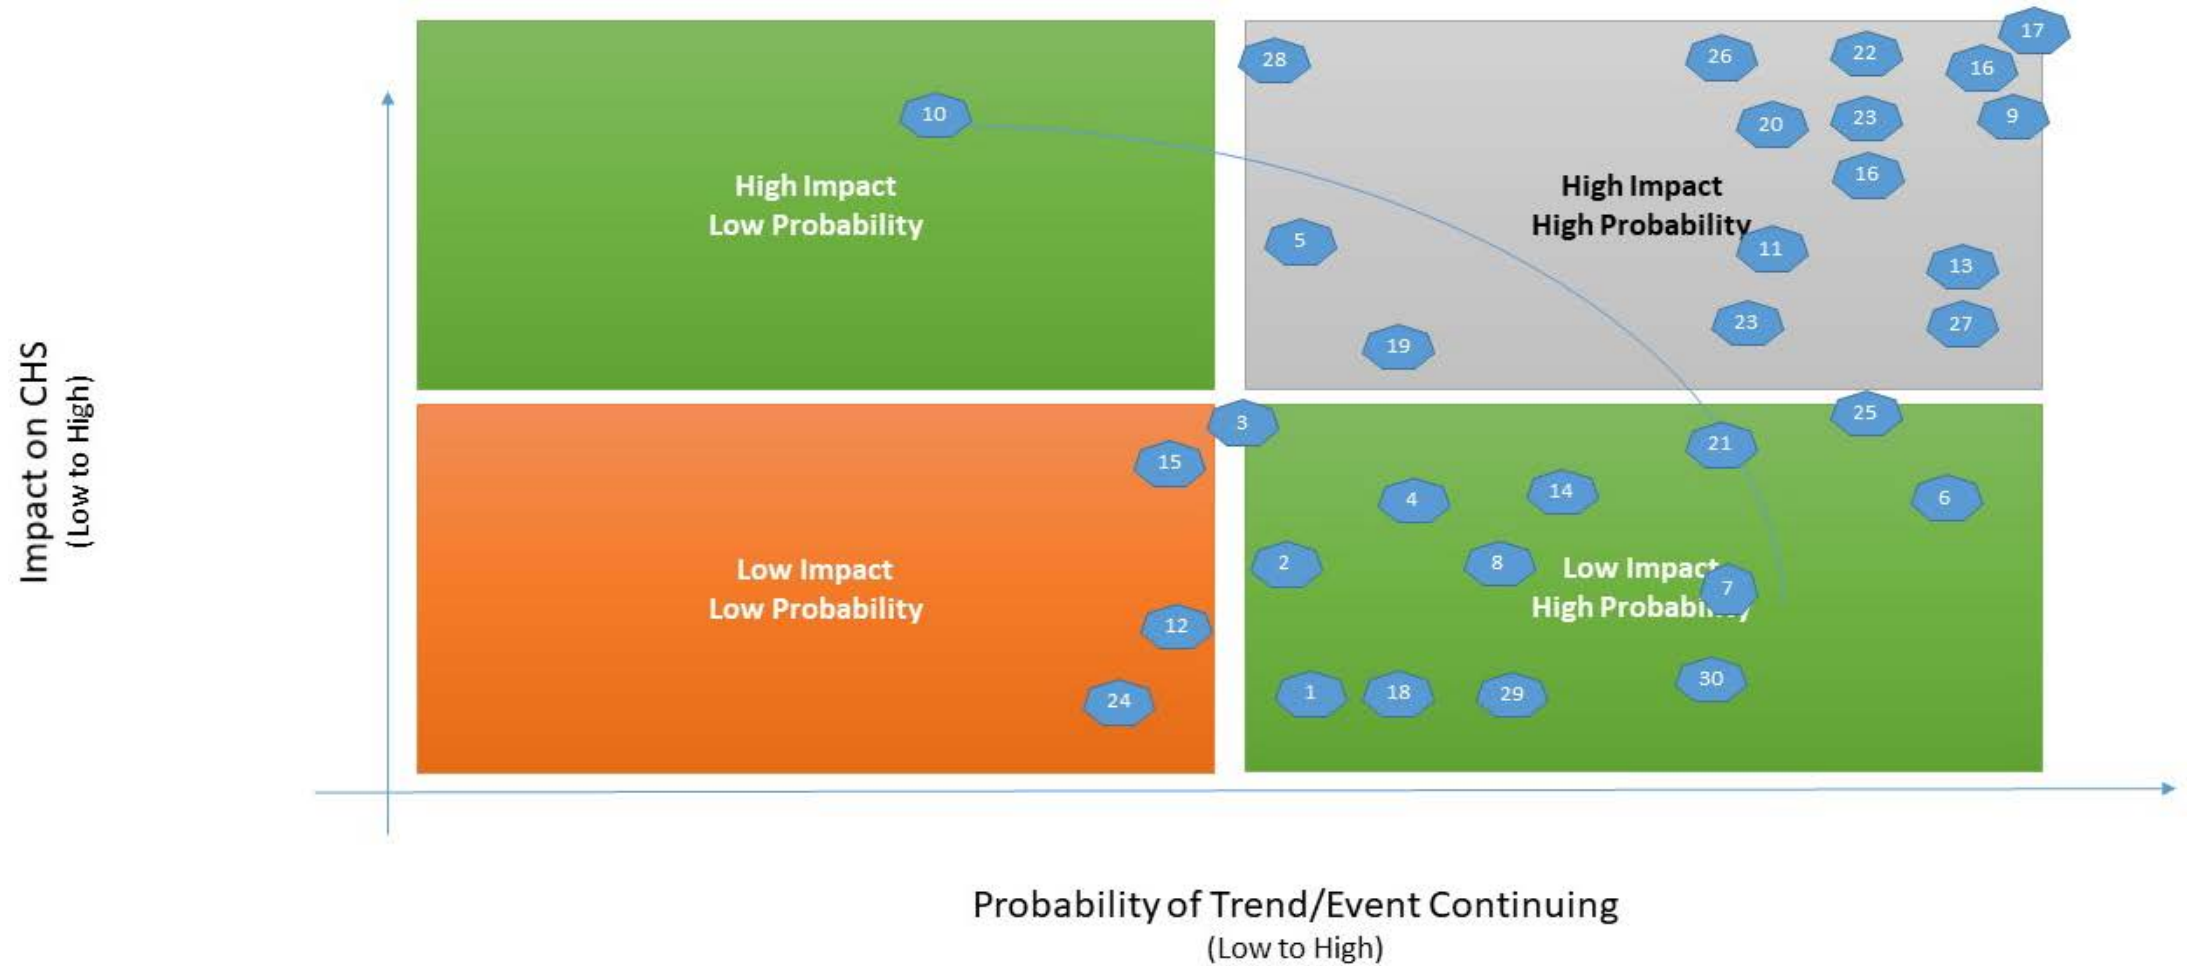 17
28
26
22
16
10
20
23
9
High Impact
Low Probability
High Impact
High Probability
16
5
11
13
23
27
19
Impact on CHS
(Low to High)
3
25
15
21
4
14
6
2
8
Low Impact
Low Probability
Low Impact
High Probability
7
12
24
1
18
29
30
Probability of Trend/Event Continuing
(Low to High)